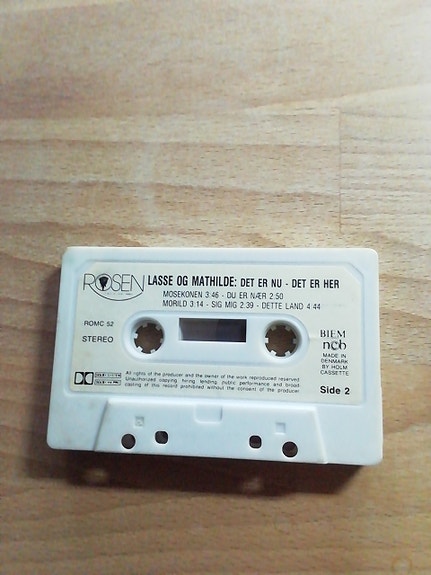 ROSEN
LASSE OG MATHILDE: DET ER NU - DET ER HER
MOSEKONEN 3:46 - DU ER NÆR 2:50
MORILD 3:14 - SIG MIG 2.39 - DETTE LAND 4:44
ROMC 52
STEREO
BIEM
ncb
MADE IN
DENMARK
BY HOLM
CASSETTE
All rights of the producer and the owner of the work reproduced reserved
Unauthorized copying hiring lending public performance and broad
casting of this record prohibited without the consent of the producer
Side 2